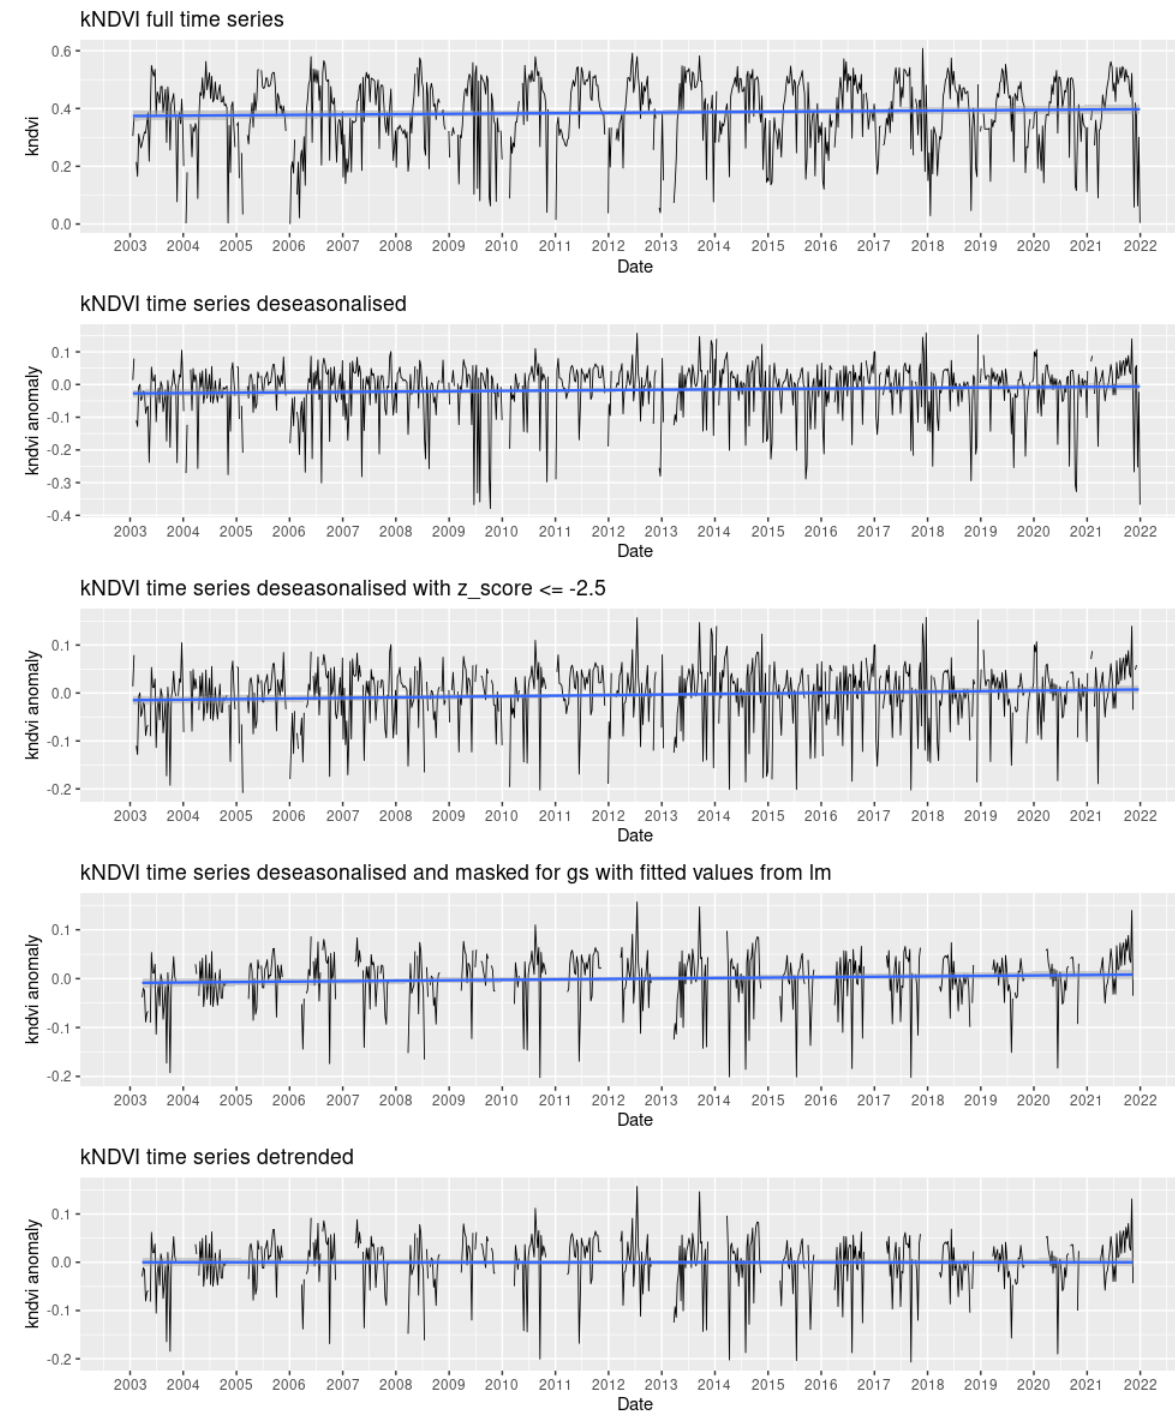 kNDVI full time series
0.6
0.4
0.2
0.0
kndvi
2003 2004 2005 2006 2007 2008 2009 2010 2011 2012 2013 2014 2015 2016 2017 2018 2019 2020 2021 2022
Date
kNDVI time series deseasonalised
0.1
0.0
-0.1
-0.2
-0.3
-0.4
kndvi anomaly
2003 2004 2005 2006 2007 2008 2009 2010 2011 2012 2013 2014 2015 2016 2017 2018 2019 2020 2021 2022
Date
kNDVI time series deseasonalised with z_score <= -2.5
0.1
0.0
-0.1
-0.2
kndvi anomaly
2003 2004 2005 2006 2007 2008 2009 2010 2011 2012 2013 2014 2015 2016 2017 2018 2019 2020 2021 2022
Date
kNDVI time series deseasonalised and masked for gs with fitted values from lm
0.1
0.0
-0.1
-0.2
kndvi anomaly
2003 2004 2005 2006 2007 2008 2009 2010 2011 2012 2013 2014 2015 2016 2017 2018 2019 2020 2021 2022
Date
kNDVI time series detrended
0.1
0.0
-0.1
-0.2
kndvi anomaly
2003 2004 2005 2006 2007 2008 2009 2010 2011 2012 2013 2014 2015 2016 2017 2018 2019 2020 2021 2022
Date